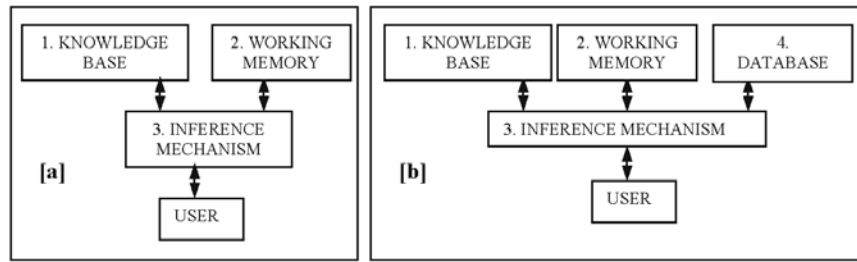 1. KNOWLEDGE
BASE
2. WORKING
MEMORY
3. INFERENCE
MECHANISM
[a]
USER
1. KNOWLEDGE
BASE
2. WORKING
MEMORY
4.
DATABASE
3. INFERENCE MECHANISM
[b]
USER